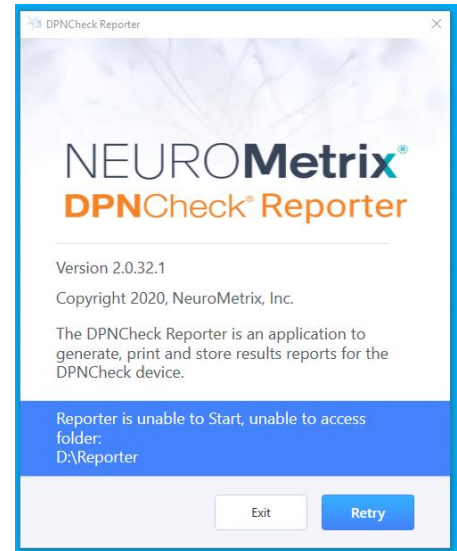 DPNCheck Reporter
NEUROMetrix®
DPNCheck® Reporter
Version 2.0.32.1
Copyright 2020, NeuroMetrix, Inc.
The DPNCheck Reporter is an application to
generate, print and store results reports for the
DPNCheck device.
Reporter is unable to Start, unable to access
folder:
D:\Reporter
Exit
Retry